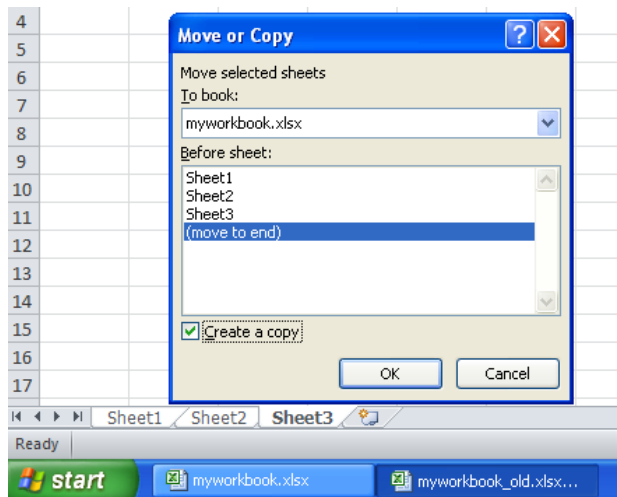 4
5
6
7
8
9
10
11
12
13
14
15
16
17
Move or Copy
Move selected sheets
To book:
myworkbook.xlsx
Before sheet:
Sheet1
Sheet2
Sheet3
(move to end)
Create a copy
OK Cancel
Sheet1 Sheet2 Sheet3
Ready
start myworkbook.xlsx myworkbook_old.xlsx...